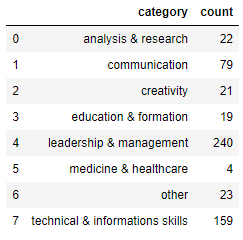 category count
0 analysis & research 22
1 communication 79
2 creativity 21
3 education & formation 19
4 leadership & management 240
5 medicine & healthcare 4
6 other 23
7 technical & informations skills 159